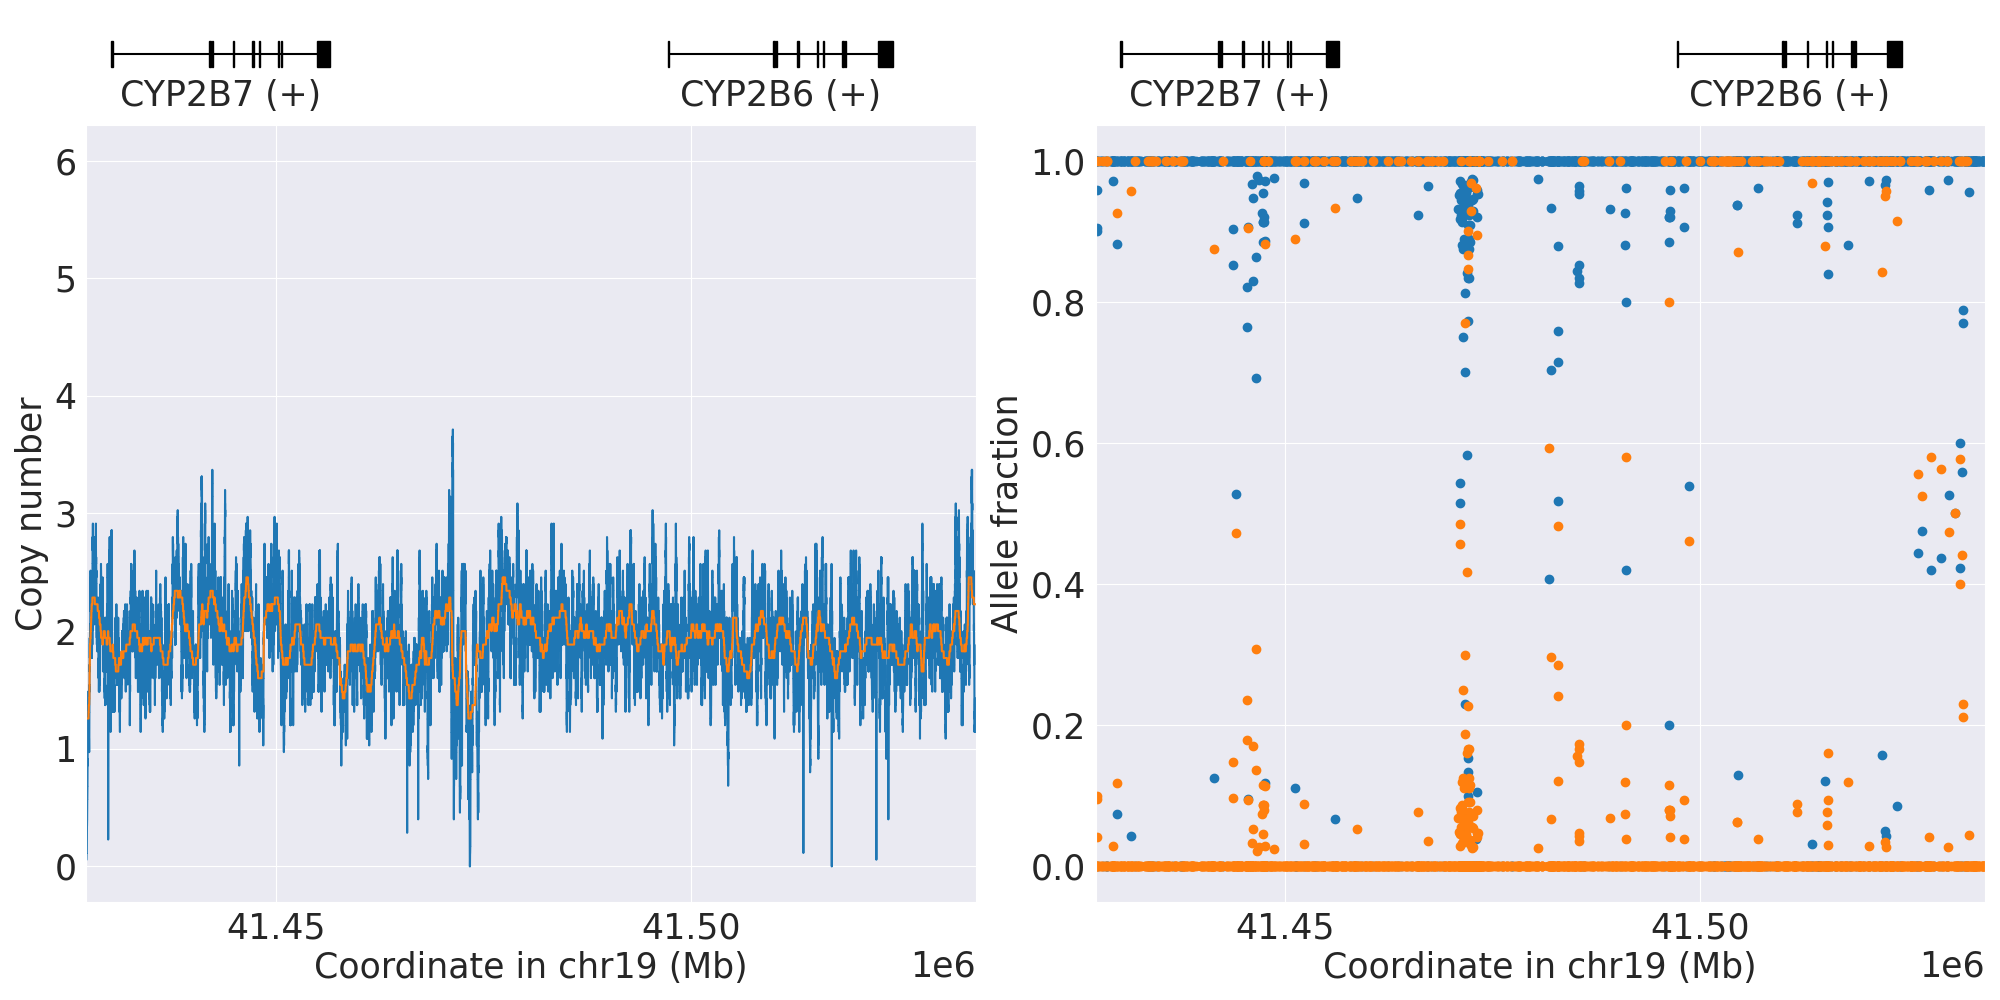 CYP2B7 (+)
CYP2B6 (+)
6
5
4
3
2
1
0
Copy number
41.45
41.50
1e6
Coordinate in chr19 (Mb)
CYP2B7 (+)
CYP2B6 (+)
1.0
0.8
0.6
0.4
0.2
0.0
Allele fraction
41.45
41.50
1e6
Coordinate in chr19 (Mb)